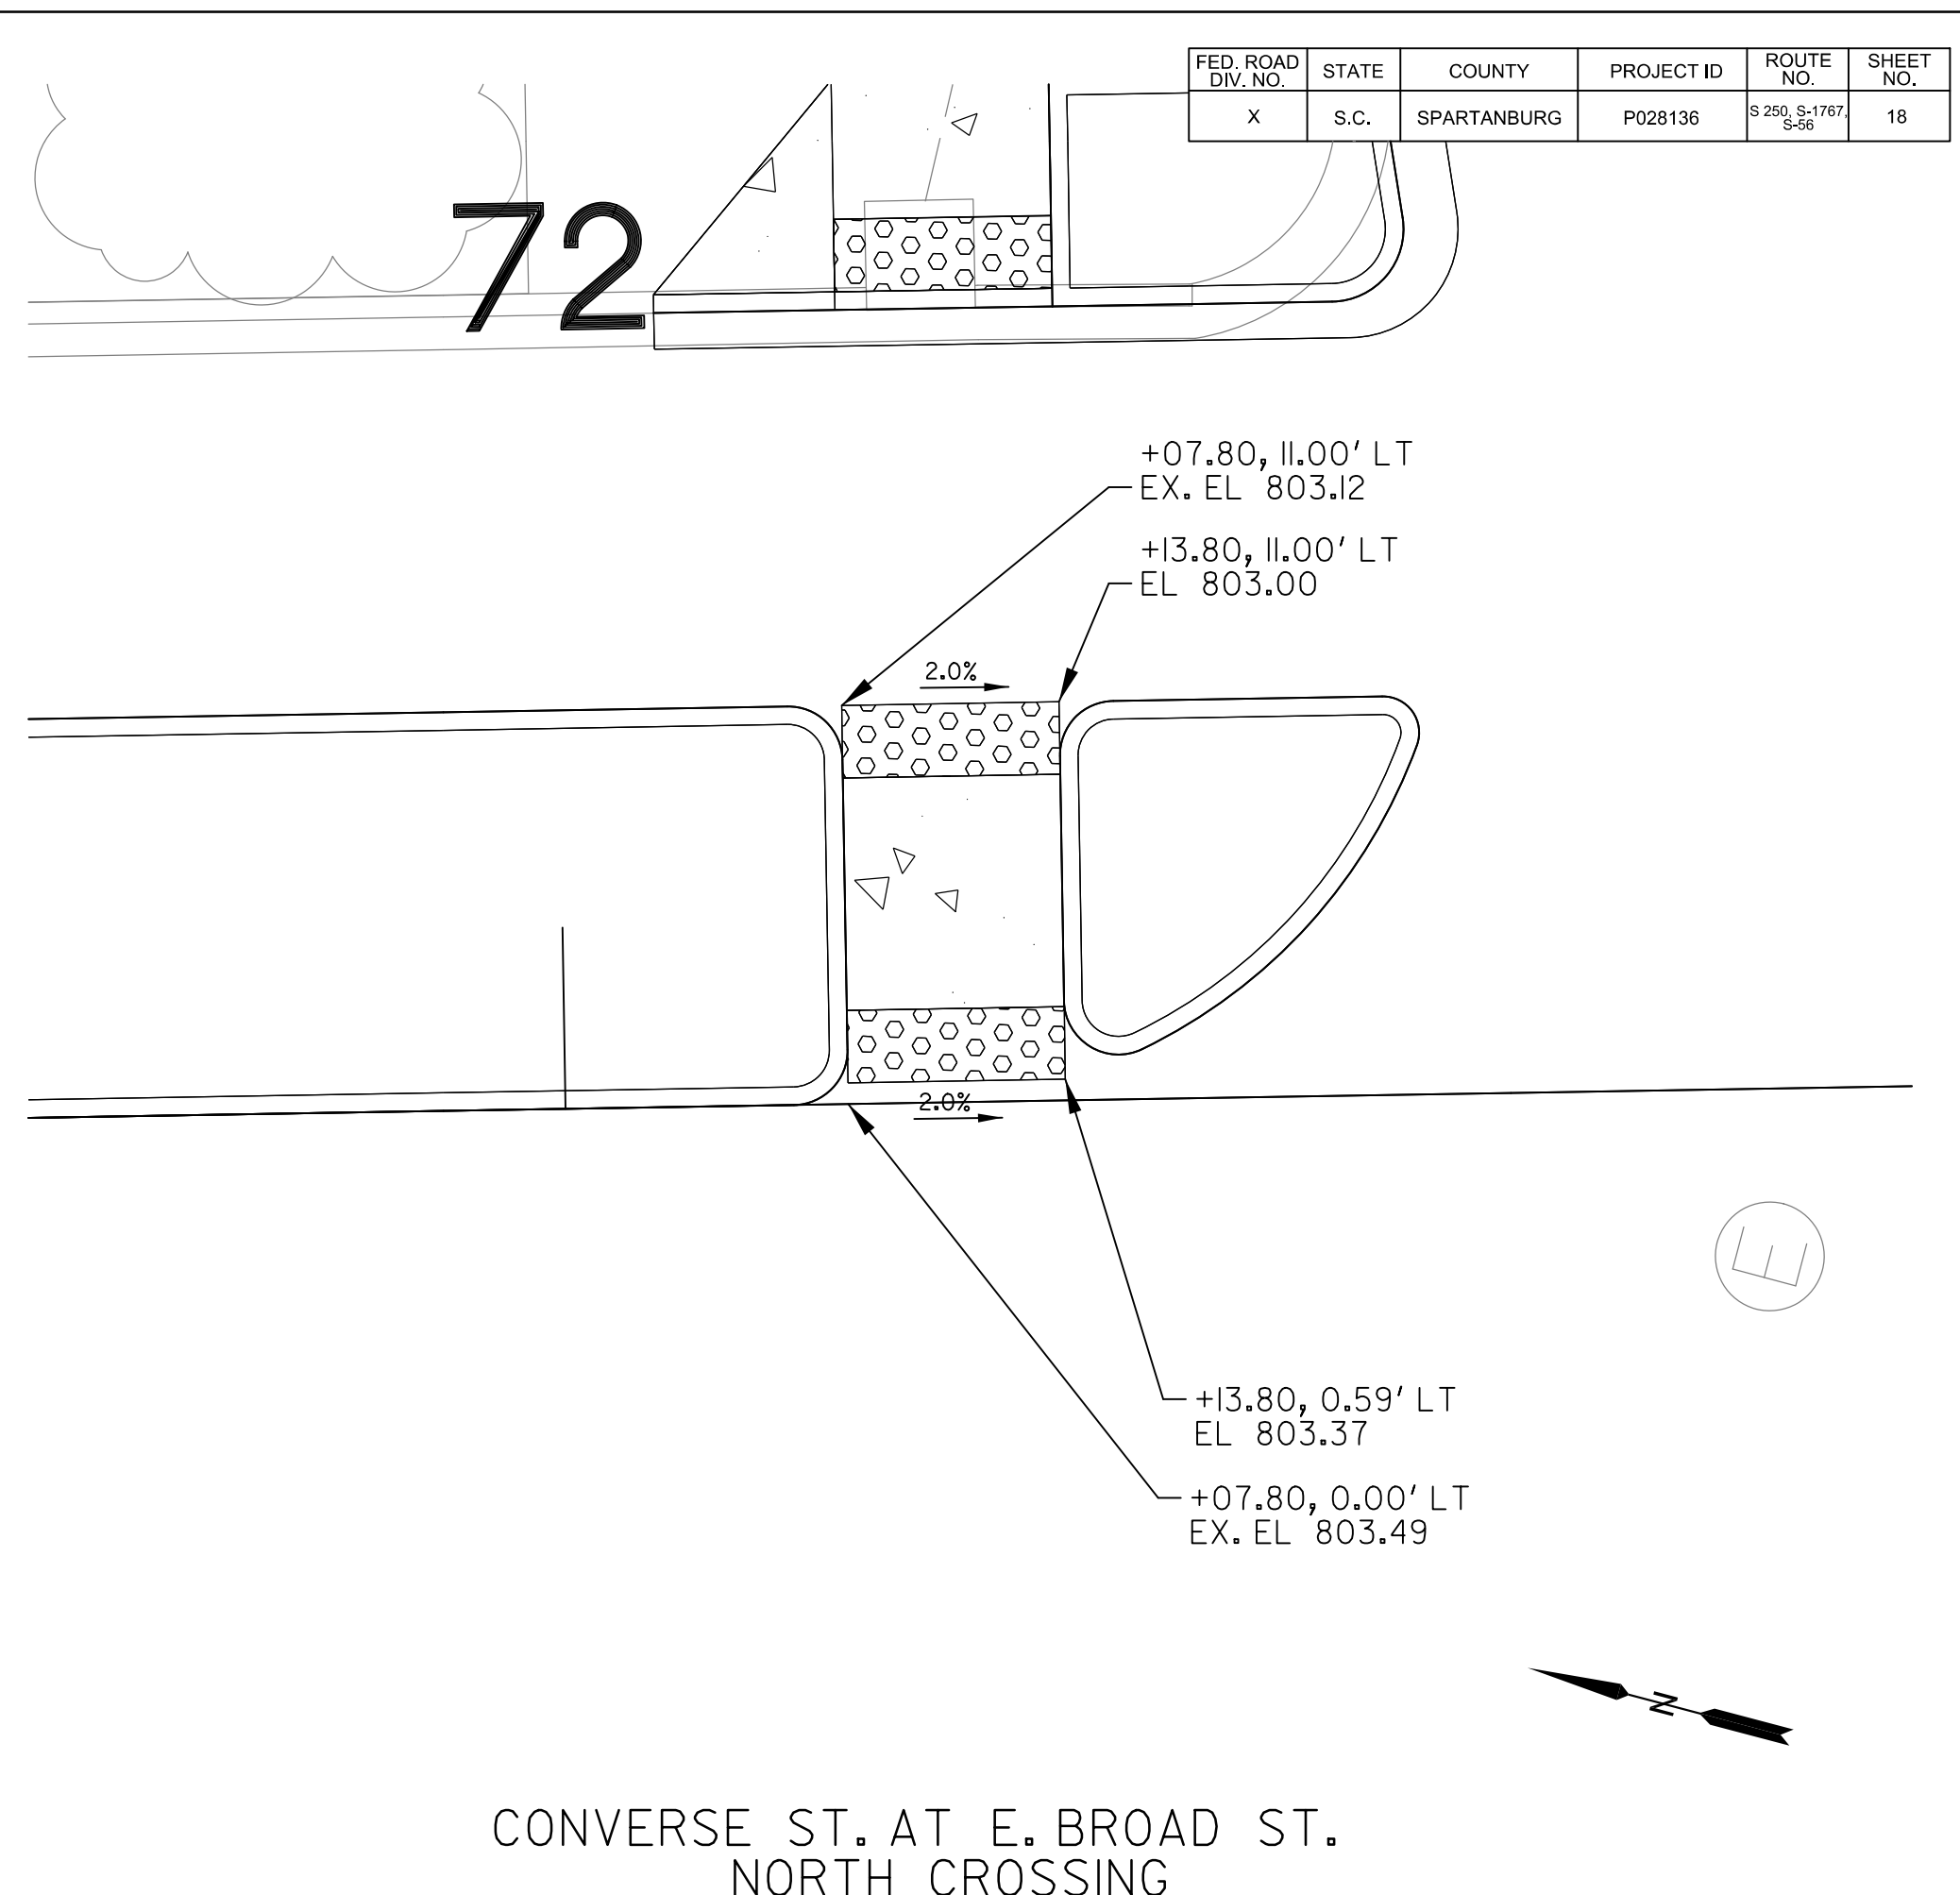 FED. ROAD DIV. NO. STATE COUNTY PROJECT ID ROUTE NO. SHEET NO.
X S.C. SPARTANBURG P028136 S 250, S-1767, S-56 18
72
+07.80, 11.00' LT
EX. EL 803.12
+13.80, 11.00' LT
EL 803.00
2.0%
2.0%
E
+13.80, 0.59' LT
EL 803.37
+07.80, 0.00' LT
EX. EL 803.49
N
CONVERSE ST. AT E. BROAD ST.
NORTH CROSSING